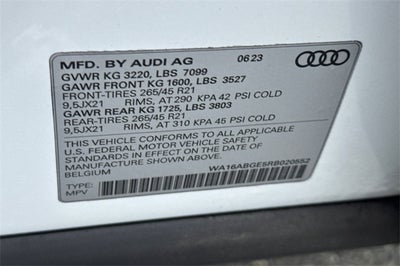 MFD. BY AUDI AG 06 23
GVWR KG 3220, LBS 7099
GAWR FRONT KG 1600, LBS 3527
FRONT-TIRES 265/45 R21
9,5JX21 RIMS, AT 290 KPA 42 PSI COLD
GAWR REAR KG 1725, LBS 3803
REAR-TIRES 265/45 R21
9,5JX21 RIMS, AT 310 KPA 45 PSI COLD
THIS VEHICLE CONFORMS TO ALL APPLICABLE
U.S. FEDERAL MOTOR VEHICLE SAFETY
STANDARDS IN EFFECT ON THE DATE OF
MANUFACTURE SHOWN ABOVE.
BELGIUM
WA16ABGE5RB020552
TYPE:
MPV